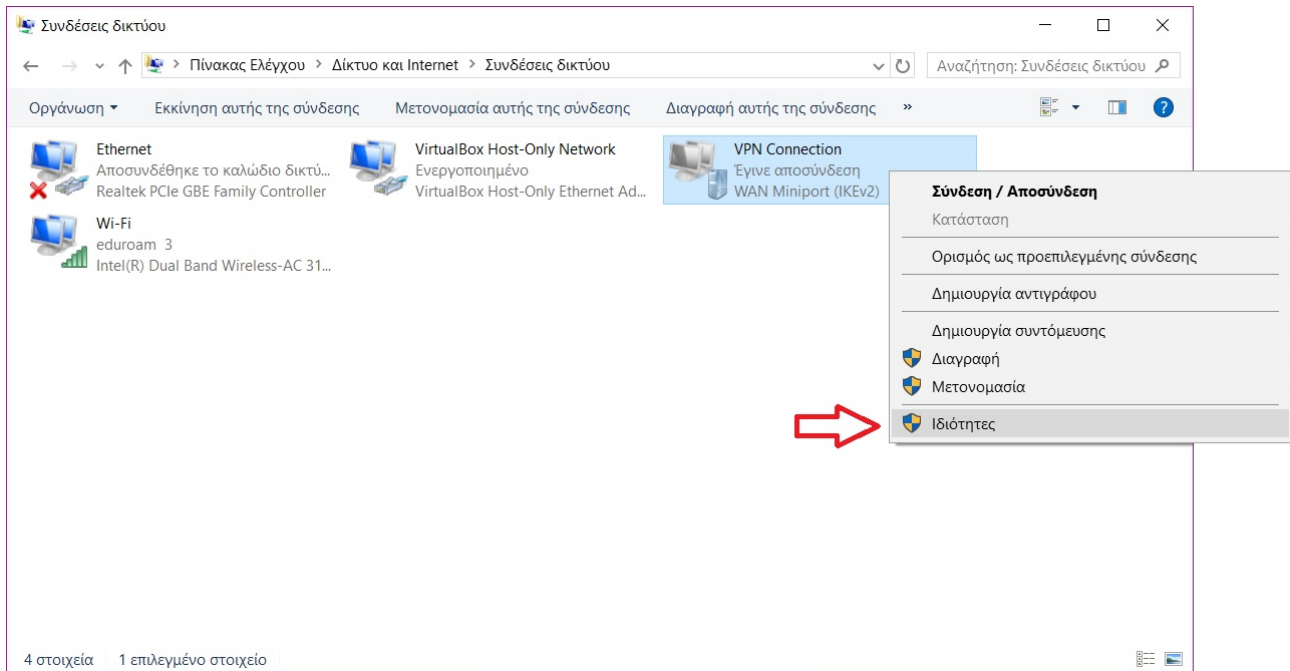 Συνδέσεις δικτύου
Πίνακας Ελέγχου > Δίκτυο και Internet > Συνδέσεις δικτύου
Αναζήτηση: Συνδέσεις δικτύου
Οργάνωση
Εκκίνηση αυτής της σύνδεσης
Μετονομασία αυτής της σύνδεσης
Διαγραφή αυτής της σύνδεσης
»
Ethernet
Αποσυνδέθηκε το καλώδιο δικτύ...
Realtek PCIe GBE Family Controller
VirtualBox Host-Only Network
Ενεργοποιημένο
VirtualBox Host-Only Ethernet Ad...
VPN Connection
Έγινε αποσύνδεση
WAN Miniport (IKEv2)
Wi-Fi
eduroam 3
Intel(R) Dual Band Wireless-AC 31...
Σύνδεση / Αποσύνδεση
Κατάσταση
Ορισμός ως προεπιλεγμένης σύνδεσης
Δημιουργία αντιγράφου
Δημιουργία συντόμευσης
Διαγραφή
Μετονομασία
Ιδιότητες
4 στοιχεία
1 επιλεγμένο στοιχείο